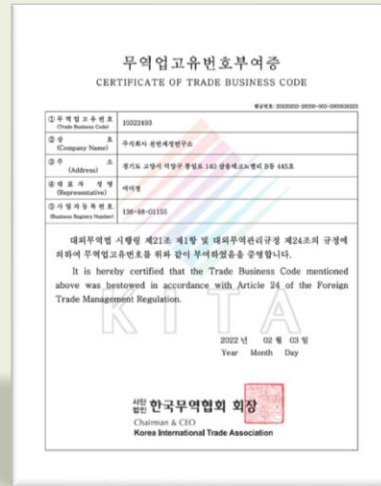 무역업고유번호부여증
CERTIFICATE OF TRADE BUSINESS CODE
① 무역업고유번호
(Trade Business Code)
10322493
② 상 호
(Company Name)
주식회사
③ 주 소
(Address)
경기도 고양시 덕양구 통일로 140 삼송테크노밸리 B동 445호
④ 대표자 성명
(Representative)
⑤ 사업자등록번호
(Business Registry Number)
대외무역법 시행령 제21조 제1항 및 대외무역관리규정 제24조의 규정에
의하여 무역업고유번호를 위와 같이 부여하였음을 증명합니다.
It is hereby certified that the Trade Business Code mentioned
above was bestowed in accordance with Article 24 of the Foreign
Trade Management Regulation.
KITA
2022 년 02 월 03 일
Year Month Day
사단법인 한국무역협회 회장
Chairman & CEO
Korea International Trade Association